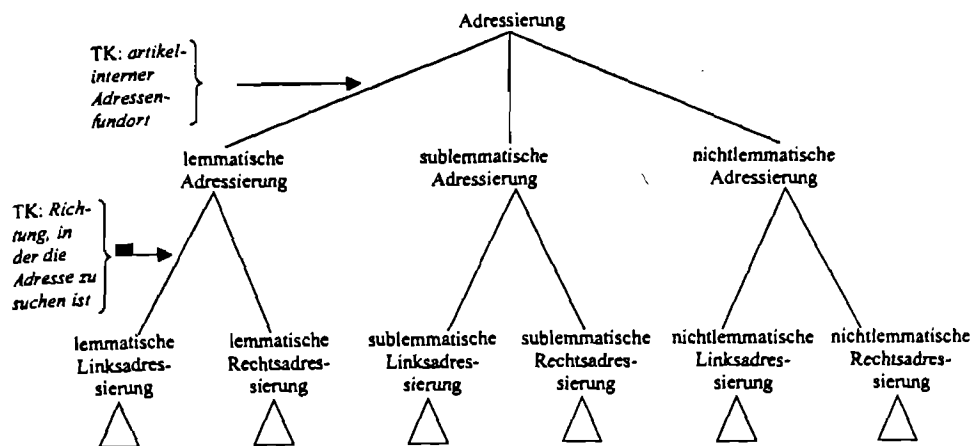 Adressierung
TK: artikel-
interner
Adressen-
fundort
lemmatische
Adressierung
sublemmatische
Adressierung
nichtlemmatische
Adressierung
TK: Rich-
tung, in
der die
Adresse zu
suchen ist
lemmatische
Linksadres-
sierung
lemmatische
Rechtsadres-
sierung
sublemmatische
Linksadres-
sierung
sublemmatische
Rechtsadres-
sierung
nichtlemmatische
Linksadres-
sierung
nichtlemmatische
Rechtsadres-
sierung